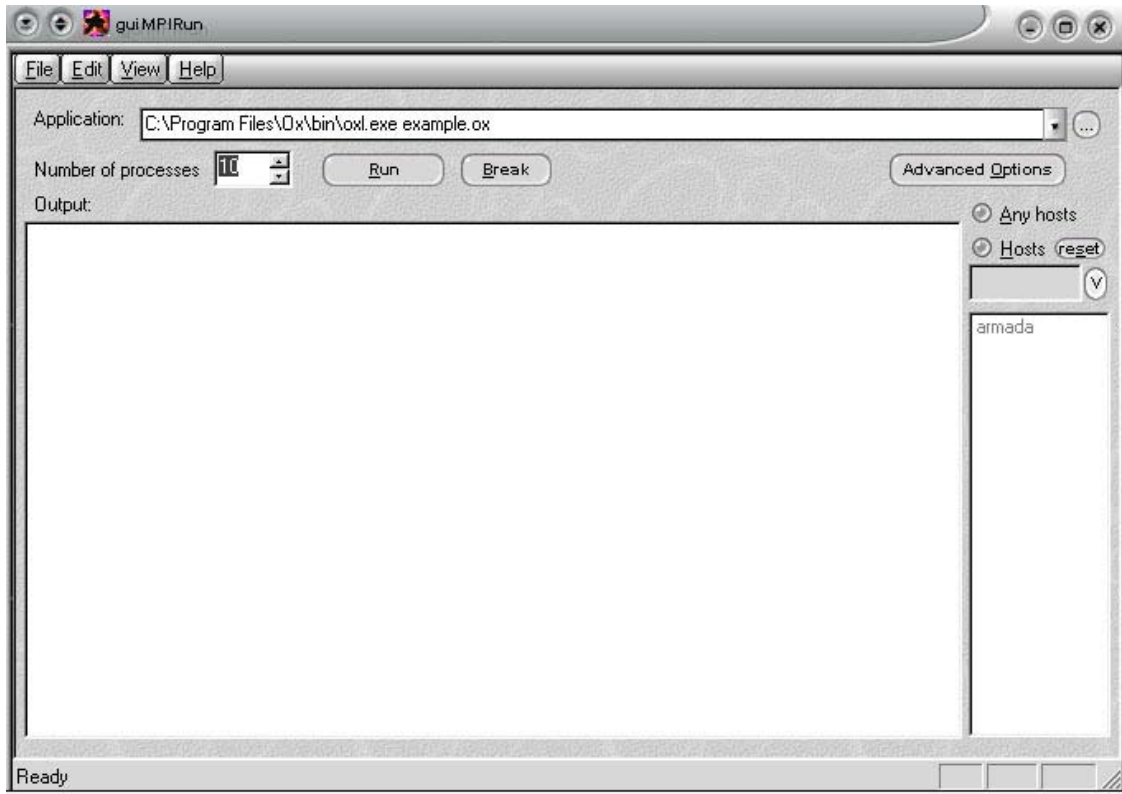 guiMPIRun
File Edit View Help
Application: C:\Program Files\Ox\bin\oxl.exe example.ox ...
Number of processes 10 Run Break Advanced Options
Output:
Any hosts
Hosts reset
V
armada
Ready